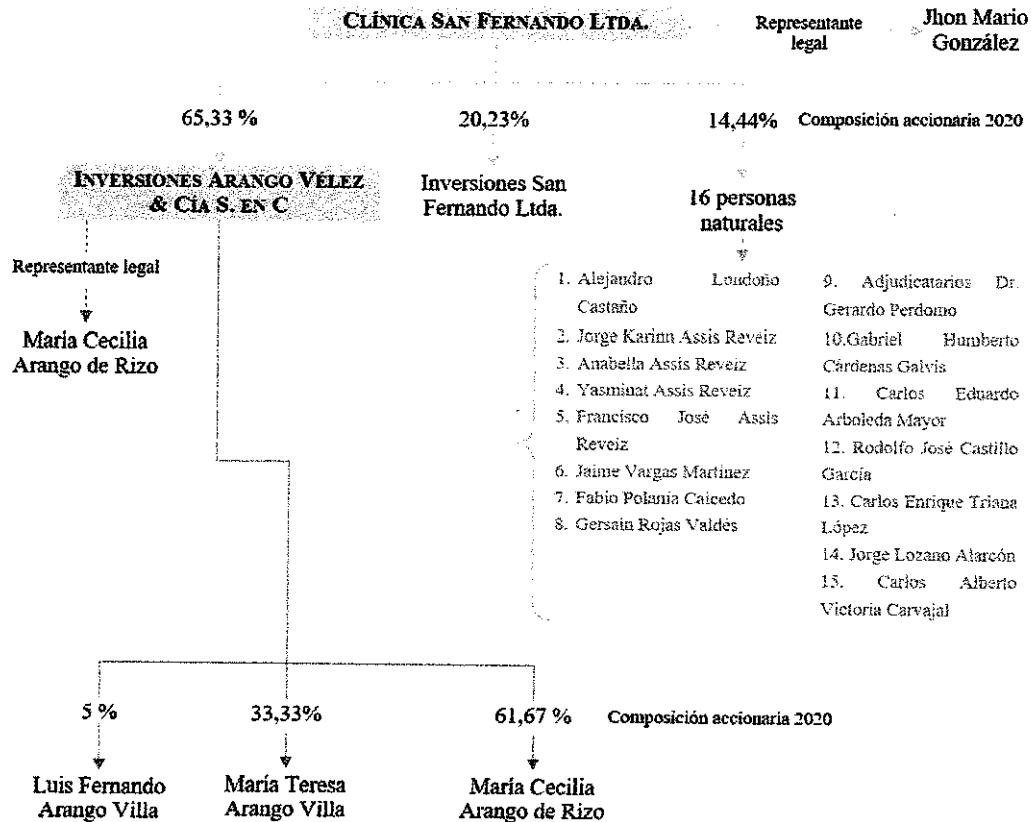 CLÍNICA SAN FERNANDO LTDA.
Representante
legal
Jhon Mario
González
65,33 %
20,23%
14,44%
Composición accionaria 2020
INVERSIONES ARANGO VÉLEZ
& CÍA S. EN C
Inversiones San
Fernando Ltda.
16 personas
naturales
Representante legal
María Cecilia
Arango de Rizo
1. Alejandro Londoño
Castaño
2. Jorge Karinn Assis Reveiz
3. Anabella Assis Reveiz
4. Yasminat Assis Reveiz
5. Francisco José Assis
Reveiz
6. Jaime Vargas Martínez
7. Fabio Polania Caicedo
8. Gersain Rojas Valdés
9. Adjudicatarios Dr.
Gerardo Perdomo
10.Gabriel Humberto
Cárdenas Galvis
11. Carlos Eduardo
Arboleda Mayor
12. Rodolfo José Castillo
García
13. Carlos Enrique Triana
López
14. Jorge Lozano Alarcón
15. Carlos Alberto
Victoria Carvajal
5 %
33,33%
61,67 %
Composición accionaria 2020
Luis Fernando
Arango Villa
María Teresa
Arango Villa
María Cecilia
Arango de Rizo